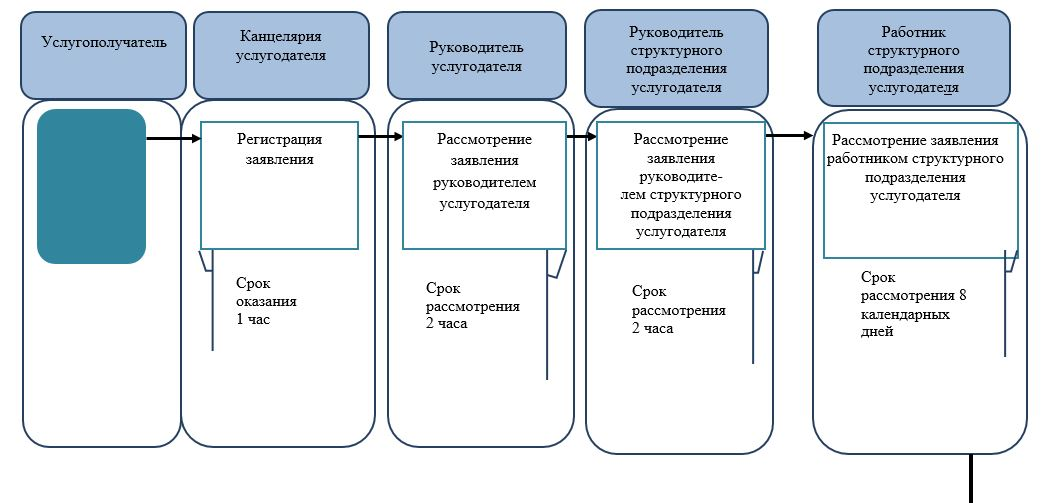 Услугополучатель
Канцелярия
услугодателя
Руководитель
услугодателя
Руководитель
структурного
подразделения
услугодателя
Работник
структурного
подразделения
услугодателя
Регистрация
заявления
Рассмотрение
заявления
руководителем
услугодателя
Рассмотрение
заявления
руководите-
лем структурного
подразделения
услугодателя
Рассмотрение заявления
работником структурного
подразделения
услугодателя
Срок
оказания
1 час
Срок
рассмотрения
2 часа
Срок
рассмотрения
2 часа
Срок
рассмотрения 8
календарных
дней